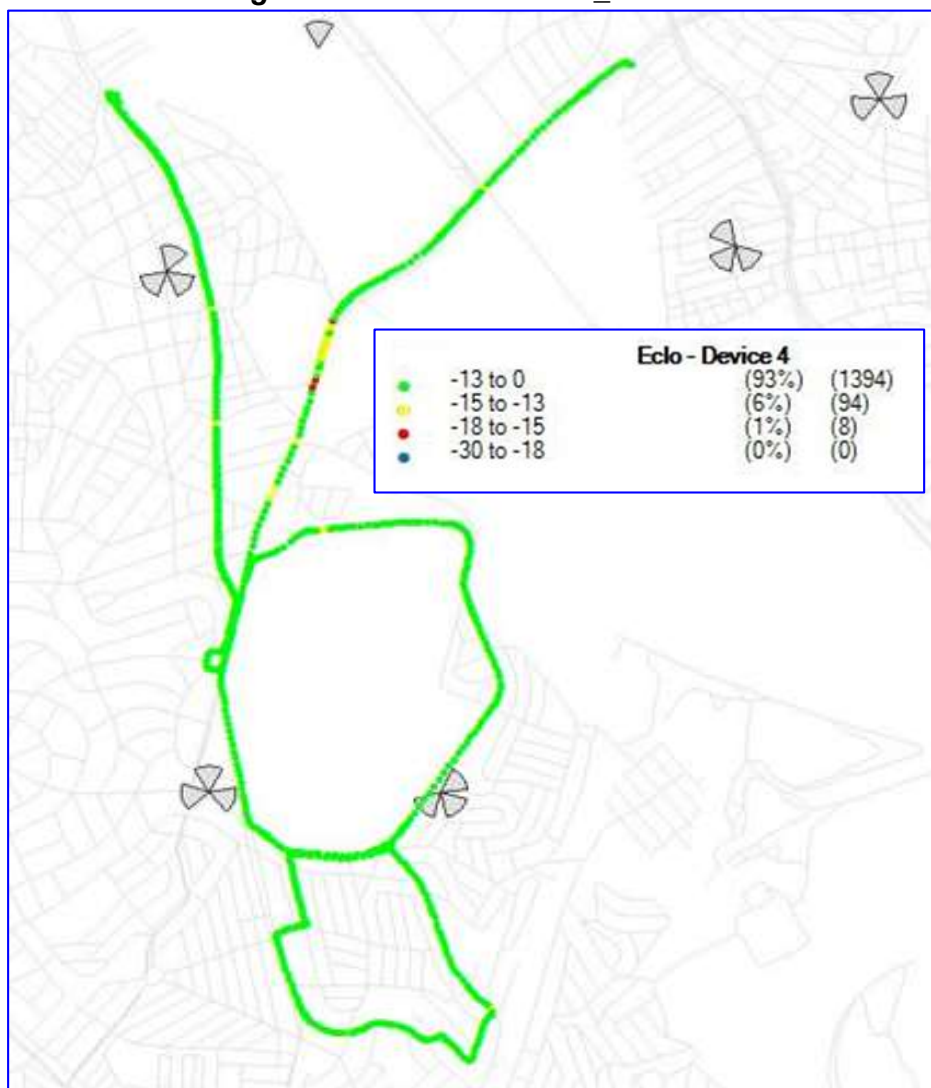 Eclo - Device 4
-13 to 0 (93%) (1394)
-15 to -13 (6%) (94)
-18 to -15 (1%) (8)
-30 to -18 (0%) (0)